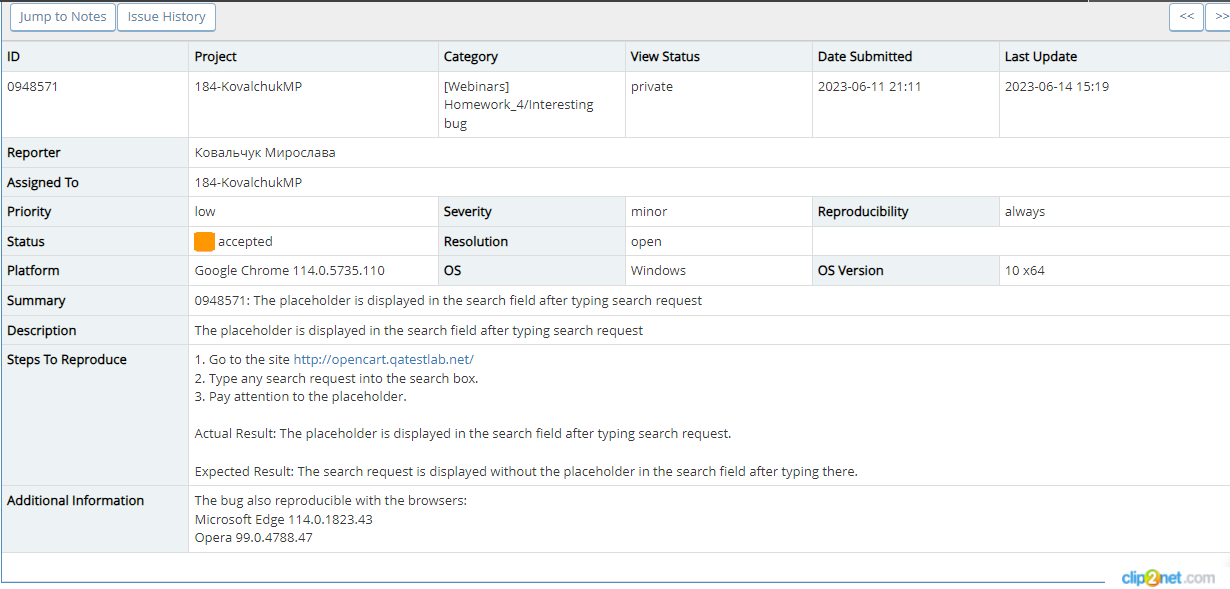 Jump to Notes
Issue History
<<
>>
ID
Project
Category
View Status
Date Submitted
Last Update
0948571
184-KovalchukMP
[Webinars]
Homework_4/Interesting
bug
private
2023-06-11 21:11
2023-06-14 15:19
Reporter
Ковальчук Мирослава
Assigned To
184-KovalchukMP
Priority
low
Severity
minor
Reproducibility
always
Status
accepted
Resolution
open
Platform
Google Chrome 114.0.5735.110
OS
Windows
OS Version
10 x64
Summary
0948571: The placeholder is displayed in the search field after typing search request
Description
The placeholder is displayed in the search field after typing search request
Steps To Reproduce
1. Go to the site http://opencart.qatestlab.net/
2. Type any search request into the search box.
3. Pay attention to the placeholder.
Actual Result: The placeholder is displayed in the search field after typing search request.
Expected Result: The search request is displayed without the placeholder in the search field after typing there.
Additional Information
The bug also reproducible with the browsers:
Microsoft Edge 114.0.1823.43
Opera 99.0.4788.47
clip2net.com